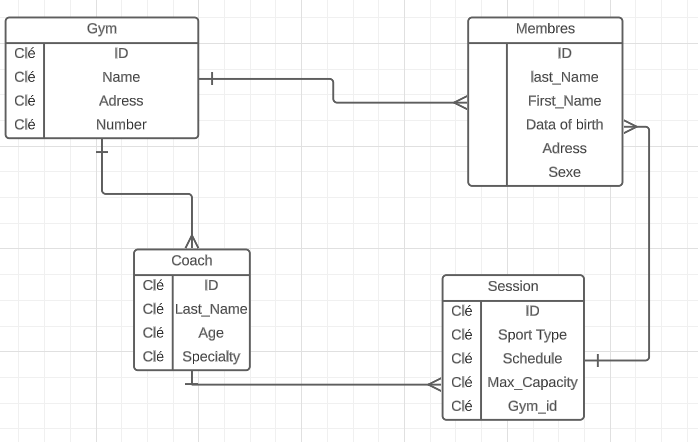 Gym
Clé ID
Clé Name
Clé Adress
Clé Number
Membres
ID
last_Name
First_Name
Data of birth
Adress
Sexe
Coach
Clé ID
Clé Last_Name
Clé Age
Clé Specialty
Session
Clé ID
Clé Sport Type
Clé Schedule
Clé Max_Capacity
Clé Gym_id